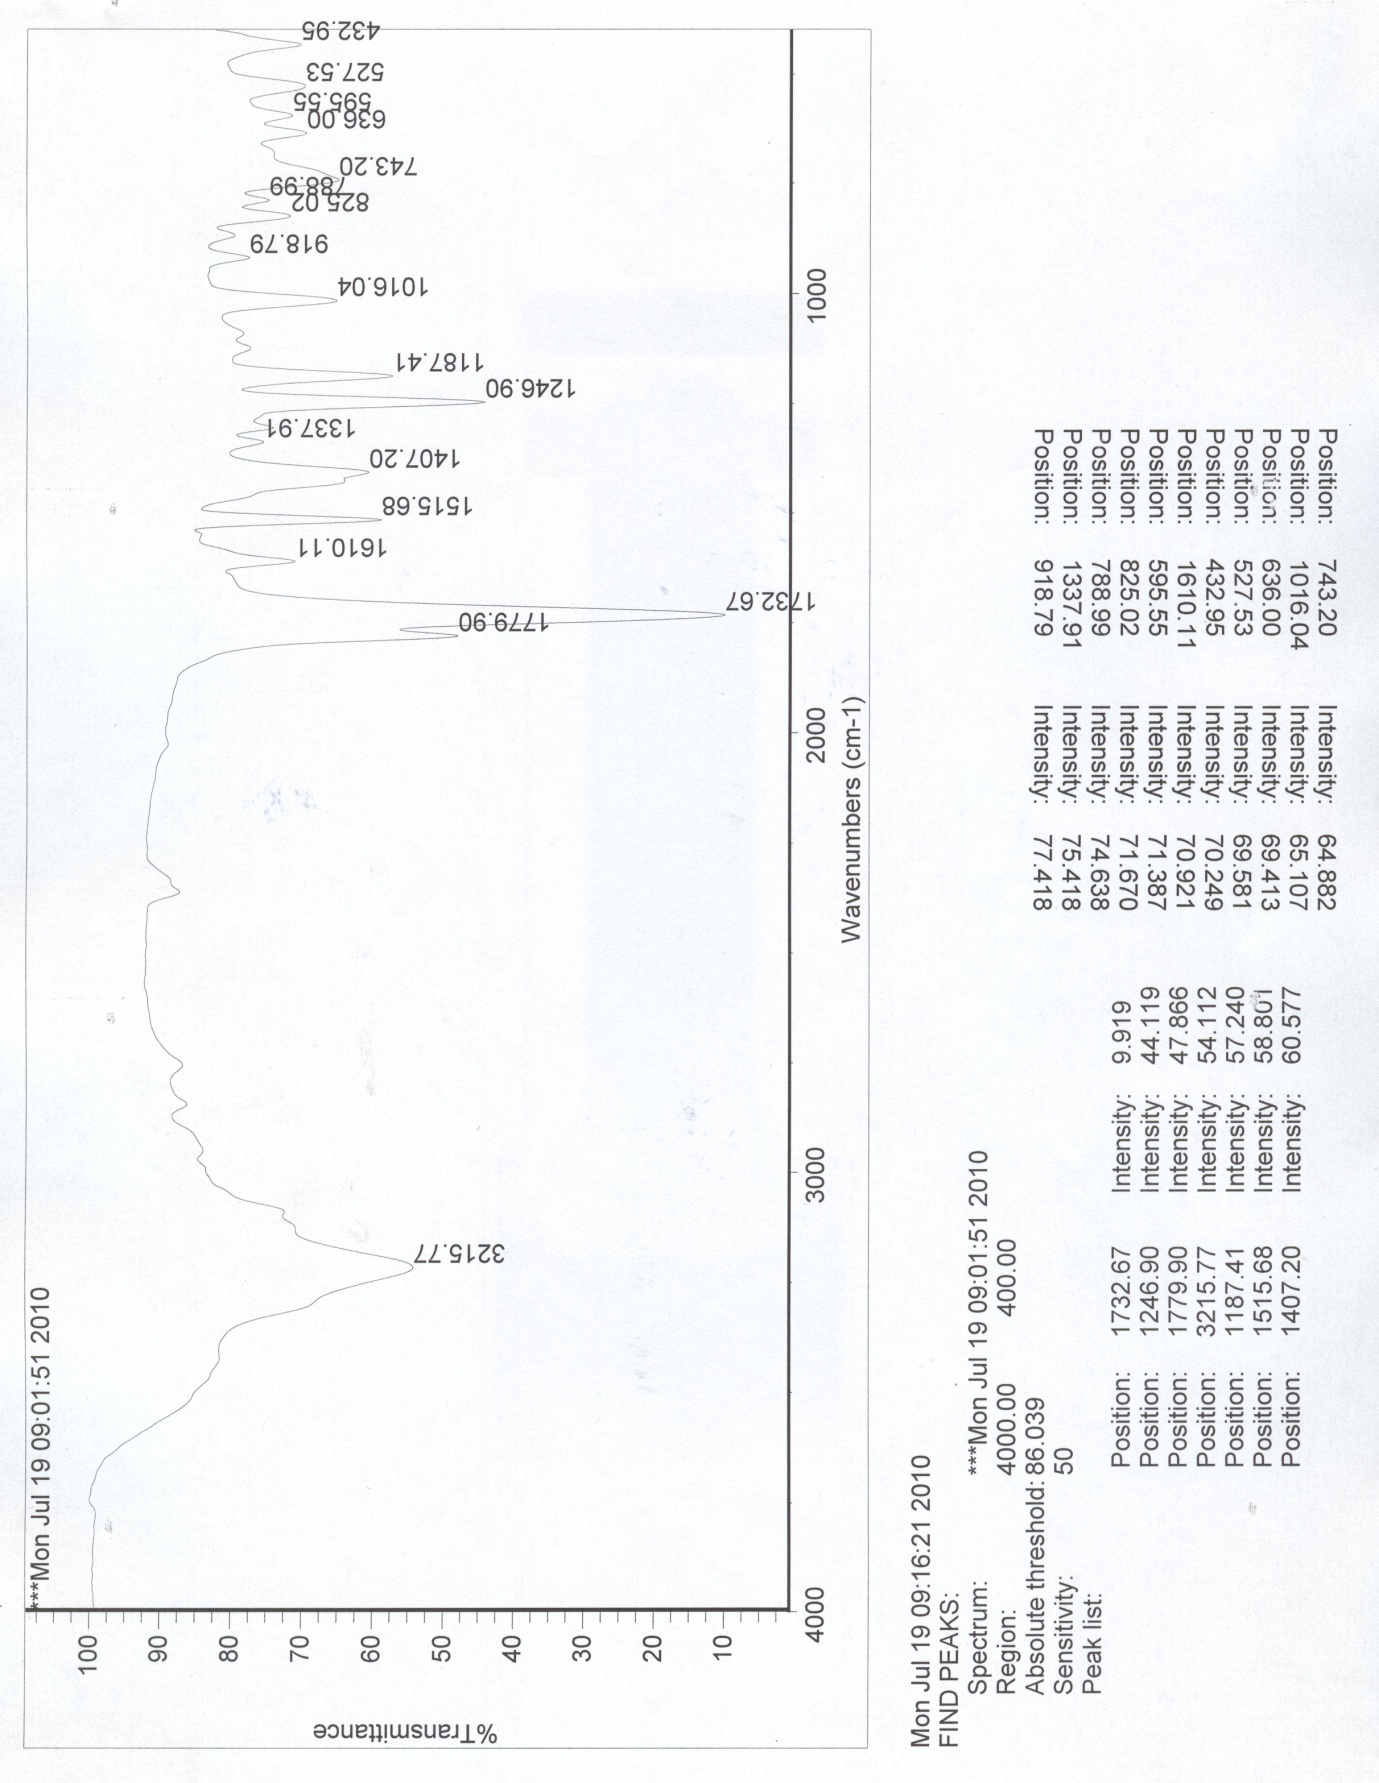 ***Mon Jul 19 09:01:51 2010
100
90
80
70
60
50
40
30
20
10
%Transmittance
3215.77
1779.90
1732.67
1610.11
1515.68
1407.20
1337.91
1246.90
1187.41
1016.04
918.79
825.02
788.99
743.20
636.00
595.55
527.53
432.95
4000 3000 2000 1000
Wavenumbers (cm-1)
Mon Jul 19 09:16:21 2010
FIND PEAKS:
Spectrum: ***Mon Jul 19 09:01:51 2010
Region: 4000.00 400.00
Absolute threshold: 86.039
Sensitivity: 50
Peak list:
Position: 1732.67 Intensity: 9.919
Position: 1246.90 Intensity: 44.119
Position: 1779.90 Intensity: 47.866
Position: 3215.77 Intensity: 54.112
Position: 1187.41 Intensity: 57.240
Position: 1515.68 Intensity: 58.801
Position: 1407.20 Intensity: 60.577
Position: 918.79 Intensity: 77.418
Position: 1337.91 Intensity: 75.418
Position: 788.99 Intensity: 74.638
Position: 825.02 Intensity: 71.670
Position: 595.55 Intensity: 71.387
Position: 1610.11 Intensity: 70.921
Position: 432.95 Intensity: 70.249
Position: 527.53 Intensity: 69.581
Position: 636.00 Intensity: 69.413
Position: 1016.04 Intensity: 65.107
Position: 743.20 Intensity: 64.882